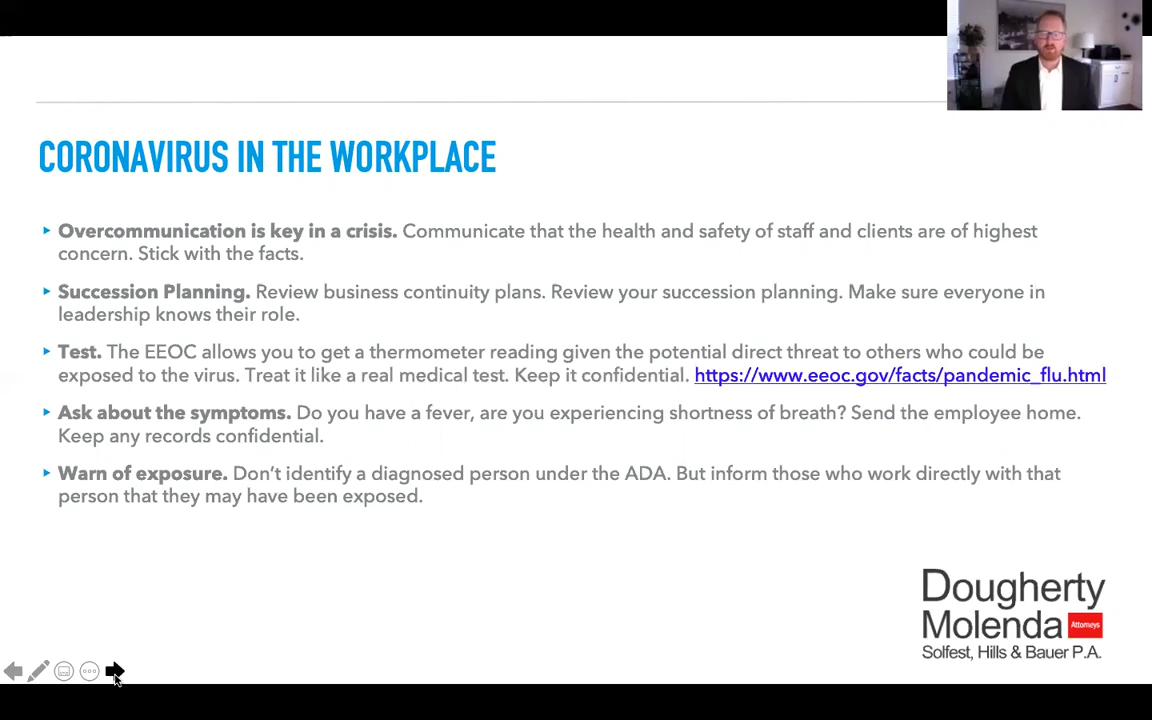 CORONAVIRUS IN THE WORKPLACE
Overcommunication is key in a crisis. Communicate that the health and safety of staff and clients are of highest
concern. Stick with the facts.
Succession Planning. Review business continuity plans. Review your succession planning. Make sure everyone in
leadership knows their role.
Test. The EEOC allows you to get a thermometer reading given the potential direct threat to others who could be
exposed to the virus. Treat it like a real medical test. Keep it confidential. https://www.eeoc.gov/facts/pandemic_flu.html
Ask about the symptoms. Do you have a fever, are you experiencing shortness of breath? Send the employee home.
Keep any records confidential.
Warn of exposure. Don't identify a diagnosed person under the ADA. But inform those who work directly with that
person that they may have been exposed.
Dougherty
Molenda Attorneys
Solfest, Hills & Bauer P.A.